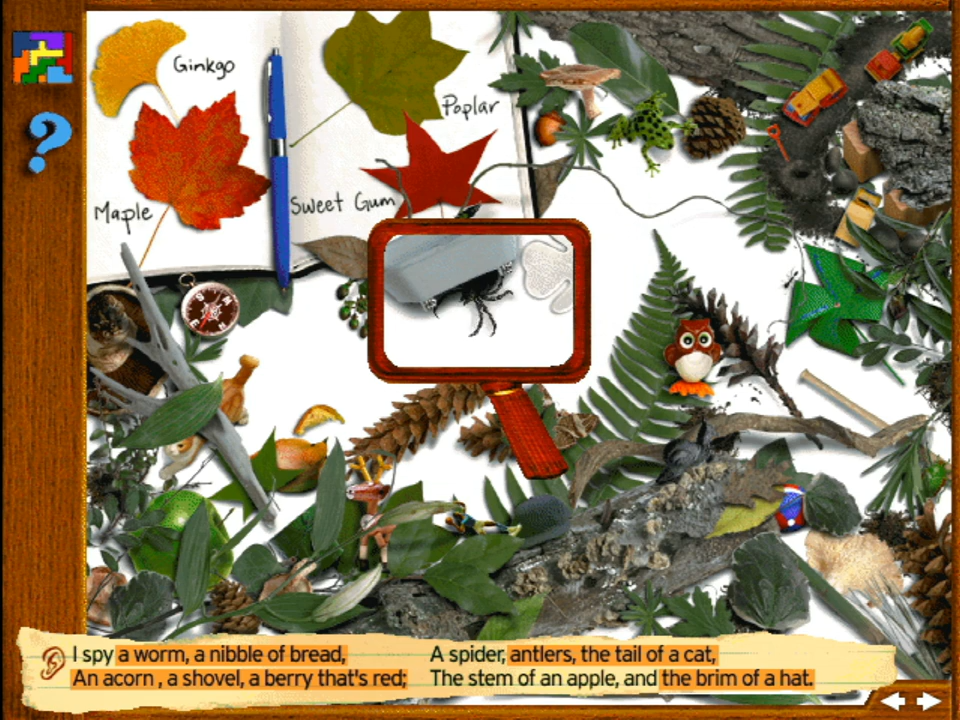 Ginkgo
Poplar
Maple
Sweet Gum
?
I spy a worm, a nibble of bread,
An acorn , a shovel, a berry that's red;
A spider, antlers, the tail of a cat,
The stem of an apple, and the brim of a hat.